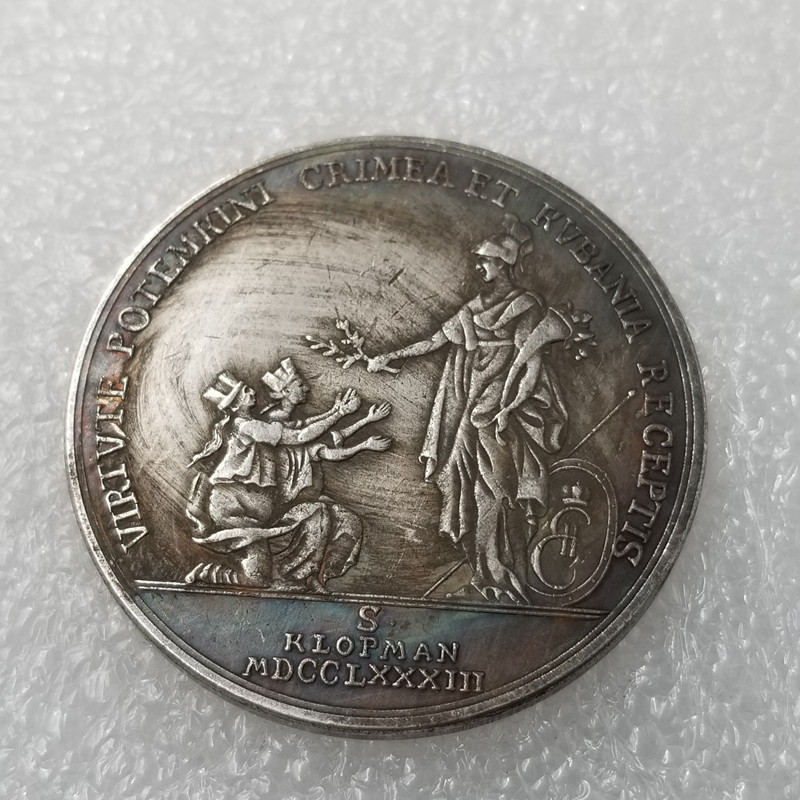 VIRTVTE POTEMKINI CRIMEA ET KVBANIA RECEPTIS
S
KLOPMAN
MDCCLXXXIII